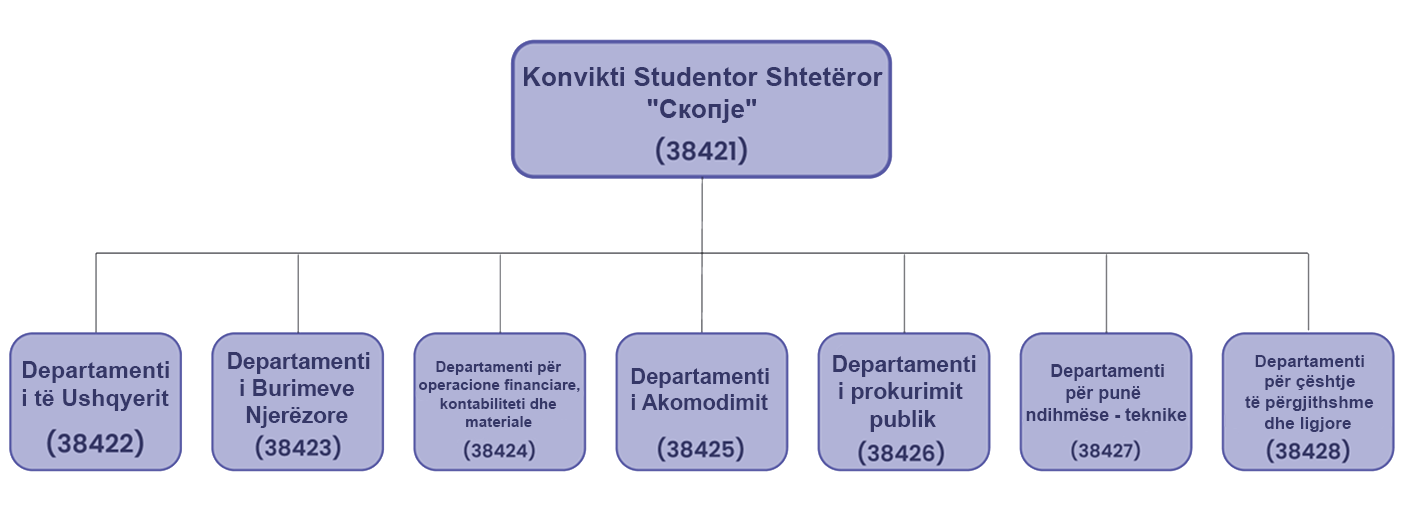 Konvikti Studentor Shtetëror
"Скопје"
(38421)
Departamenti
i të Ushqyerit
(38422)
Departamenti
i Burimeve
Njerëzore
(38423)
Departamenti për
operacione financiare,
kontabiliteti dhe
materiale
(38424)
Departamenti
i Akomodimit
(38425)
Departamenti
i prokurimit
publik
(38426)
Departamenti
për punë
ndihmëse - teknike
(38427)
Departamenti
për çështje
të përgjithshme
dhe ligjore
(38428)